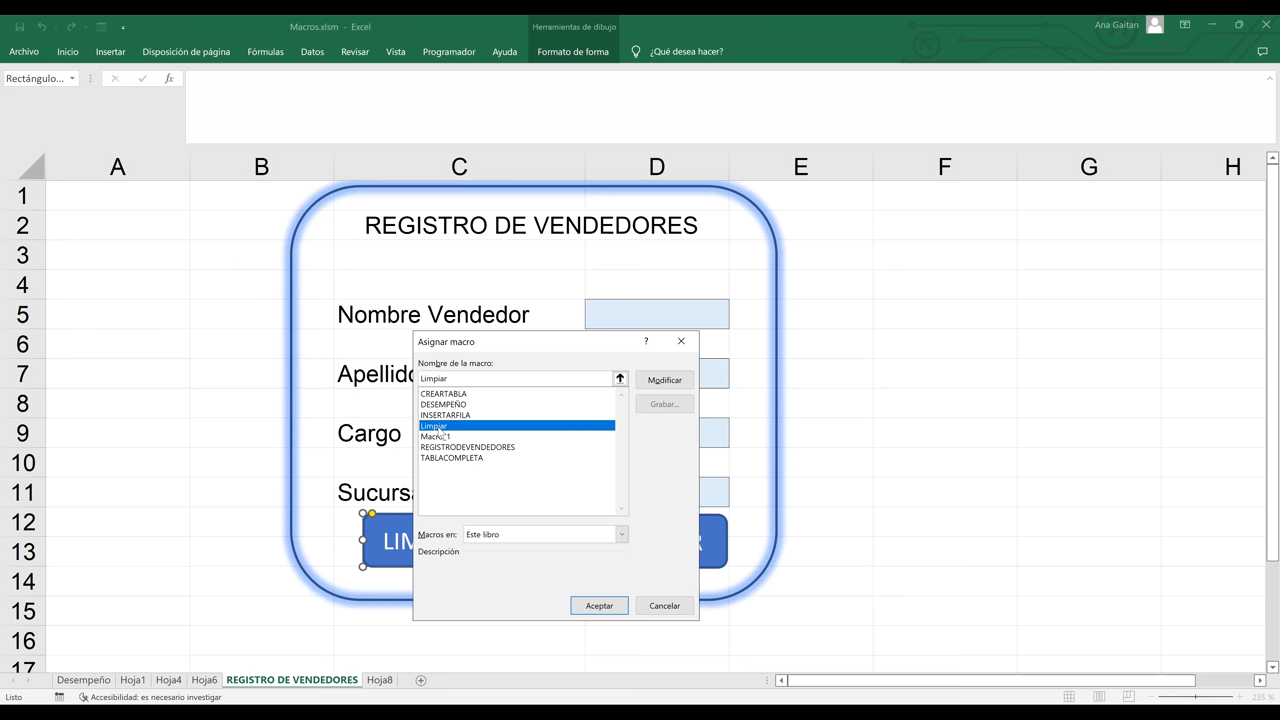 Macros.xlsm - Excel
Herramientas de dibujo
Ana Gaitan
Archivo Inicio Insertar Disposición de página Fórmulas Datos Revisar Vista Programador Ayuda Formato de forma ¿Qué desea hacer?
Rectángulo... fx
A B C D E F G H
1
2 REGISTRO DE VENDEDORES
3
4
5 Nombre Vendedor
6
Asignar macro ? ×
Nombre de la macro:
7 Apellido
Limpiar Modificar
CREARTABLA
DESEMPEÑO Grabar...
8
INSERTARFILA
Limpiar
9 Cargo
REGISTRODEVENDEDORES
TABLACOMPLETA
10
11 Sucurs
12
Macros en: Este libro
13 LIM R
Descripción
14
15
Aceptar Cancelar
16
17
Desempeño Hoja1 Hoja4 Hoja6 REGISTRO DE VENDEDORES Hoja8
Listo Accesibilidad: es necesario investigar 235 %